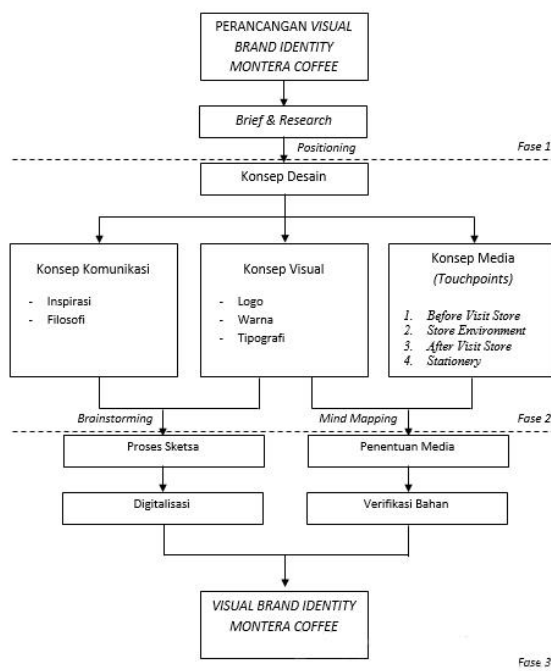 PERANCANGAN VISUAL
BRAND IDENTITY
MONTERA COFFEE
Brief & Research
Positioning
Fase 1
Konsep Desain
Konsep Komunikasi
- Inspirasi
- Filosofi
Konsep Visual
- Logo
- Warna
- Tipografi
Konsep Media
(Touchpoints)
1. Before Visit Store
2. Store Environment
3. After Visit Store
4. Stationery
Brainstorming
Mind Mapping
Fase 2
Proses Sketsa
Penentuan Media
Digitalisasi
Verifikasi Bahan
VISUAL BRAND IDENTITY
MONTERA COFFEE
Fase 3